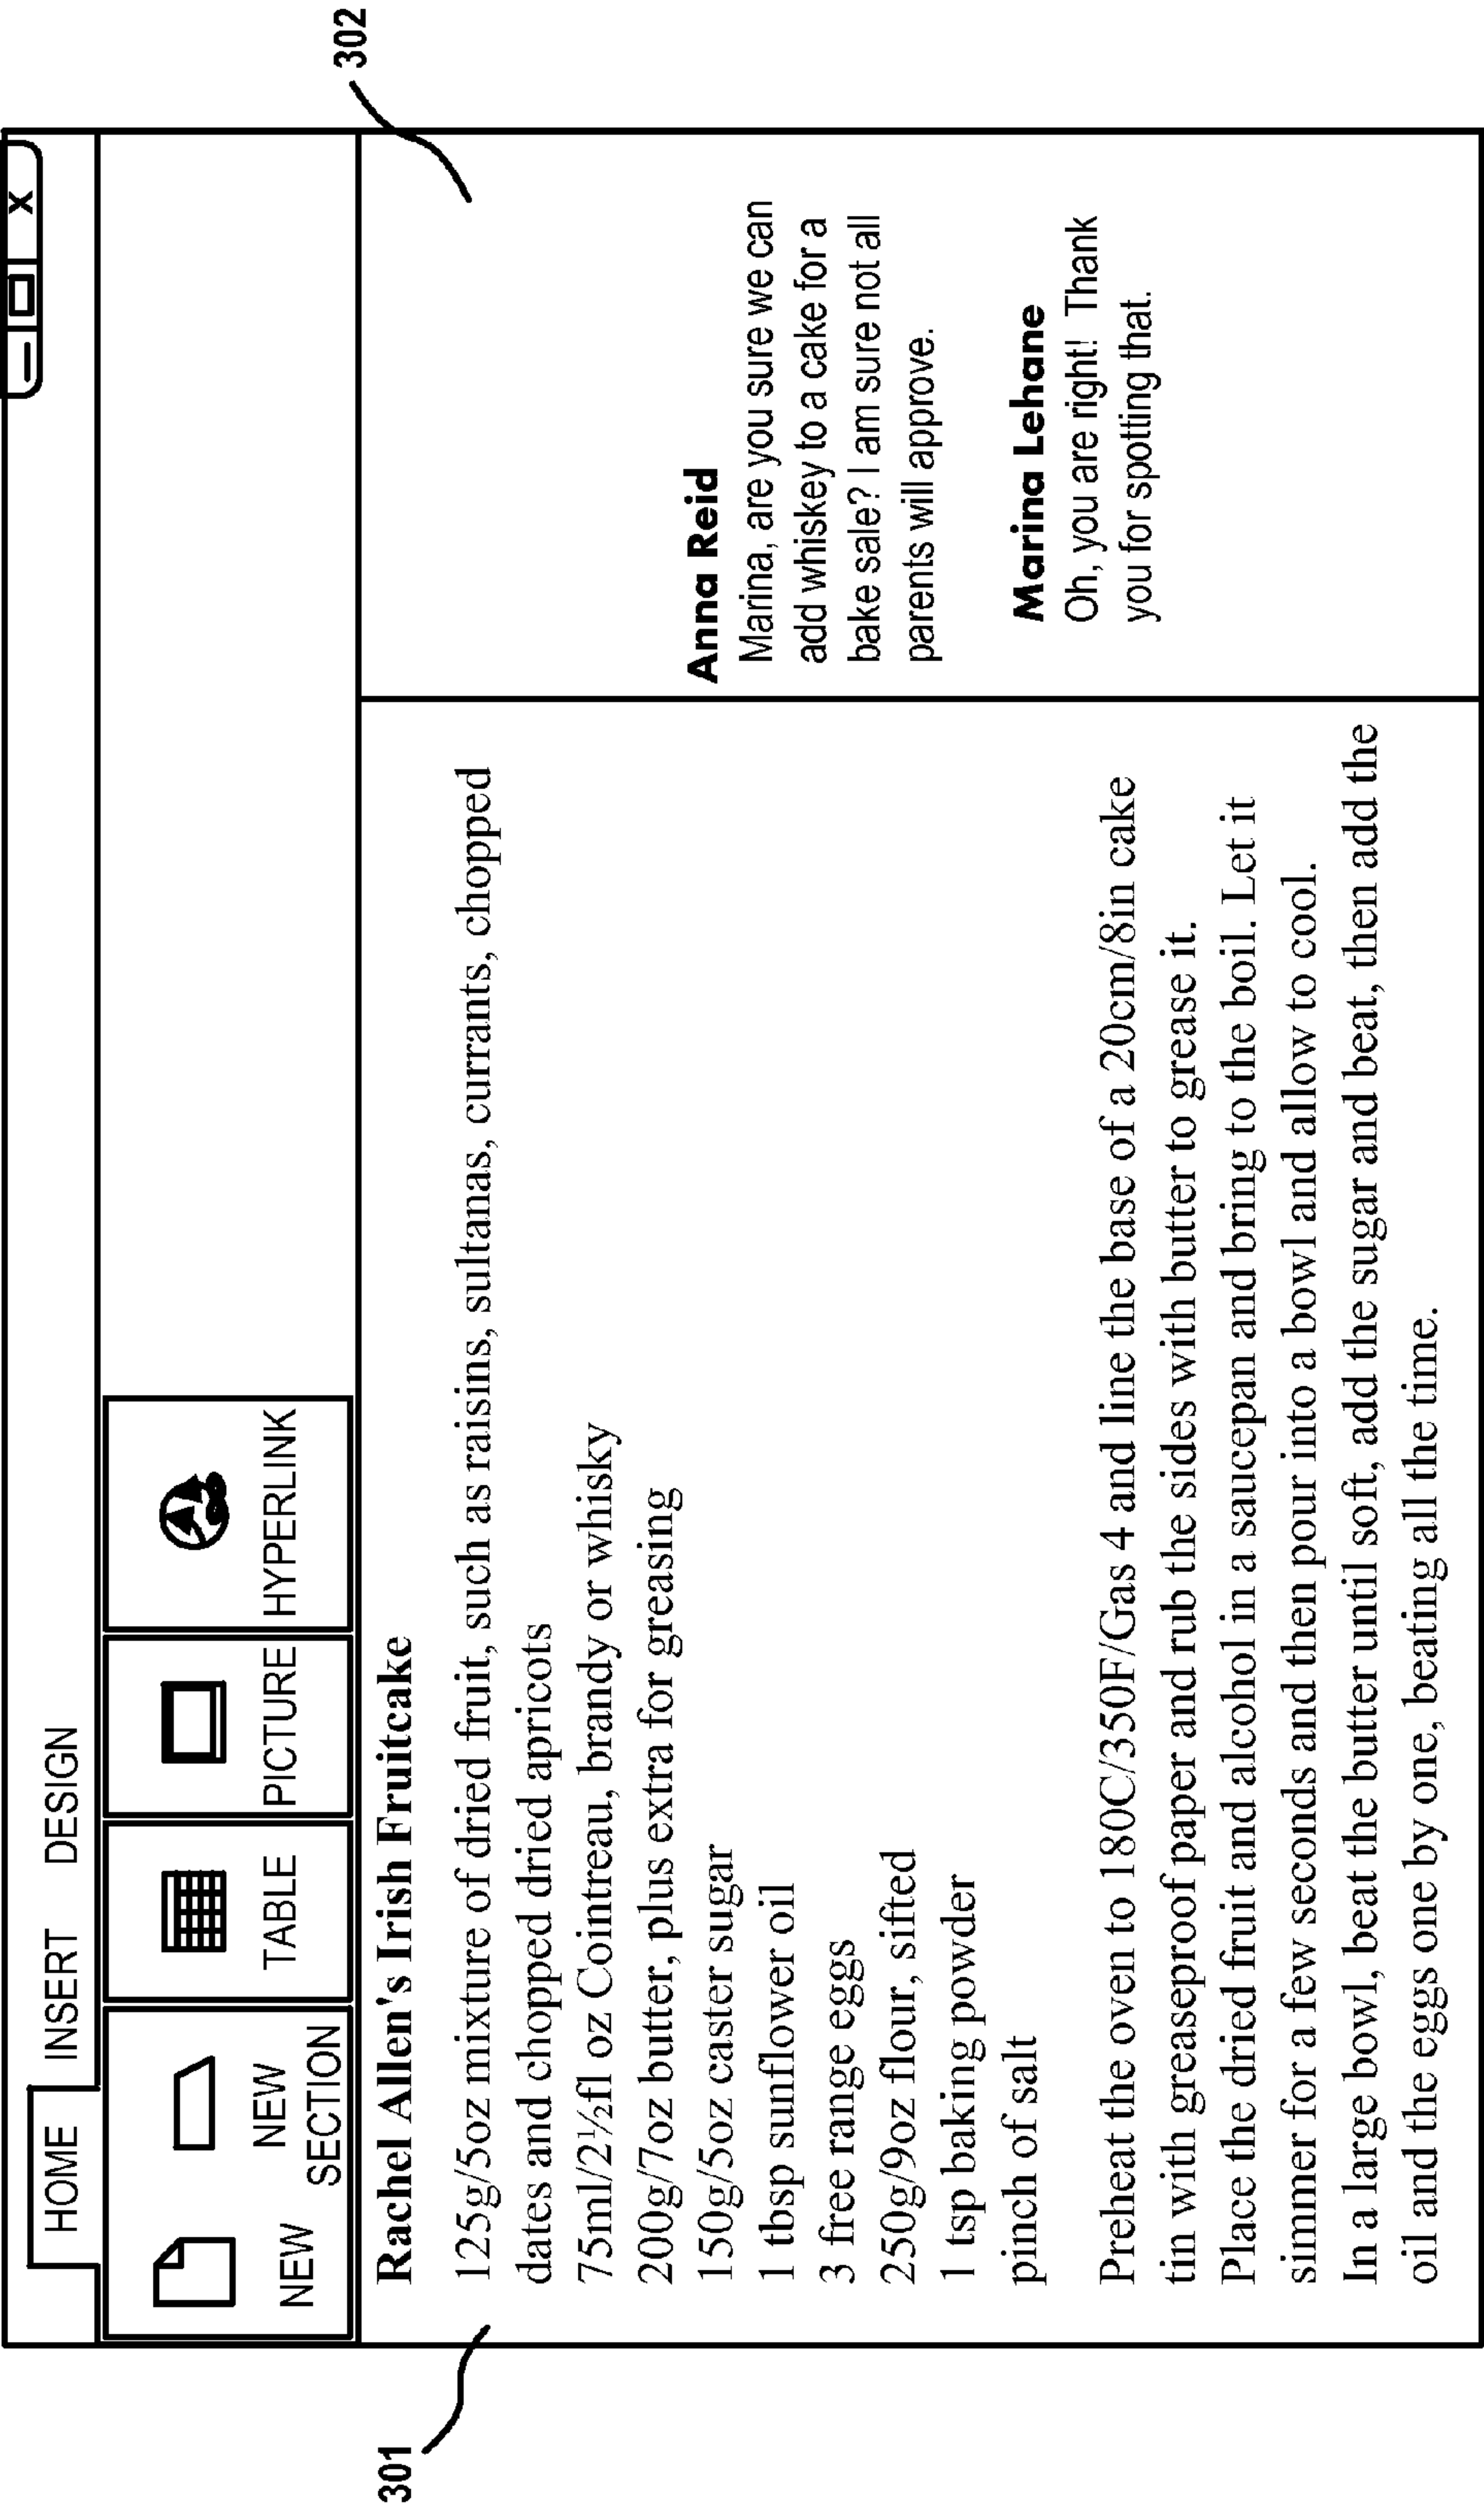 302
HOME INSERT DESIGN
— X
NEW
NEW
SECTION
TABLE
PICTURE
HYPERLINK
301
Rachel Allen's Irish Fruitcake
125g/5oz mixture of dried fruit, such as raisins, sultanas, currants, chopped
dates and chopped dried apricots
75ml/2½fl oz Cointreau, brandy or whisky
200g/7oz butter, plus extra for greasing
150g/5oz caster sugar
1 tbsp sunflower oil
3 free range eggs
250g/9oz flour, sifted
1 tsp baking powder
pinch of salt
Preheat the oven to 180C/350F/Gas 4 and line the base of a 20cm/8in cake
tin with greaseproof paper and rub the sides with butter to grease it.
Place the dried fruit and alcohol in a saucepan and bring to the boil. Let it
simmer for a few seconds and then pour into a bowl and allow to cool.
In a large bowl, beat the butter until soft, add the sugar and beat, then add the
oil and the eggs one by one, beating all the time.
Anna Reid
Marina, are you sure we can
add whiskey to a cake for a
bake sale? I am sure not all
parents will approve.
Marina Lehane
Oh, you are right! Thank
you for spotting that.